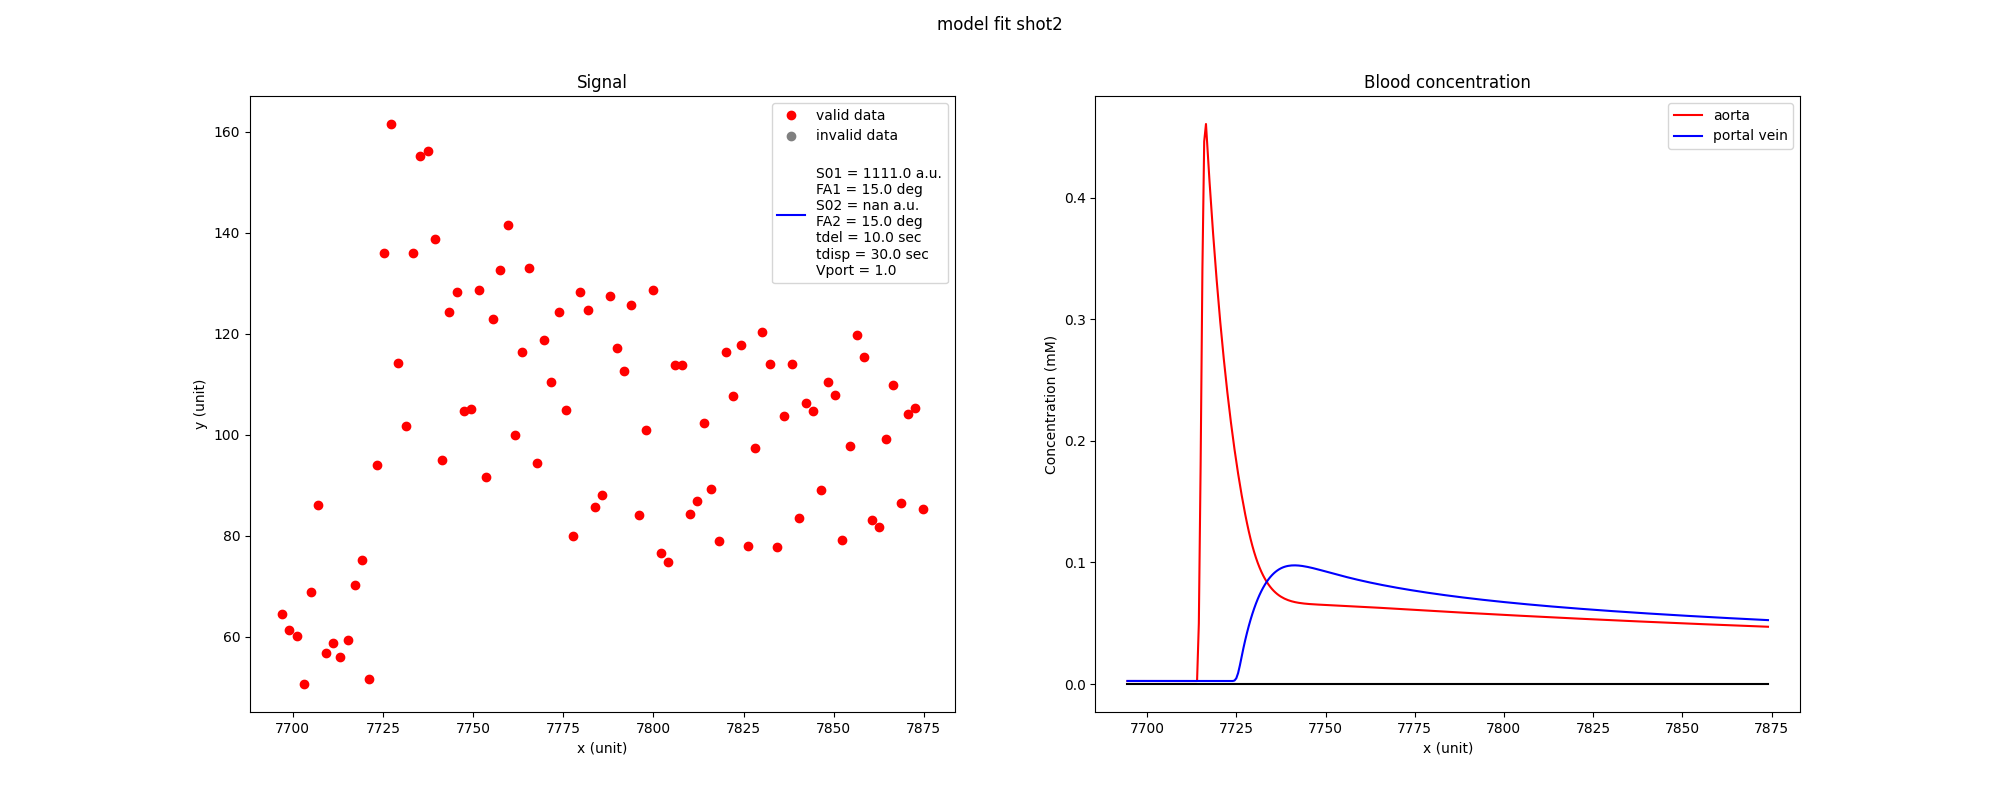 model fit shot2
Signal
valid data
invalid data
S01 = 1111.0 a.u.
FA1 = 15.0 deg
S02 = nan a.u.
FA2 = 15.0 deg
tdel = 10.0 sec
tdisp = 30.0 sec
Vport = 1.0
160
140
120
100
80
60
y (unit)
7700 7725 7750 7775 7800 7825 7850 7875
x (unit)
Blood concentration
aorta
portal vein
0.4
0.3
0.2
0.1
0.0
Concentration (mM)
7700 7725 7750 7775 7800 7825 7850 7875
x (unit)